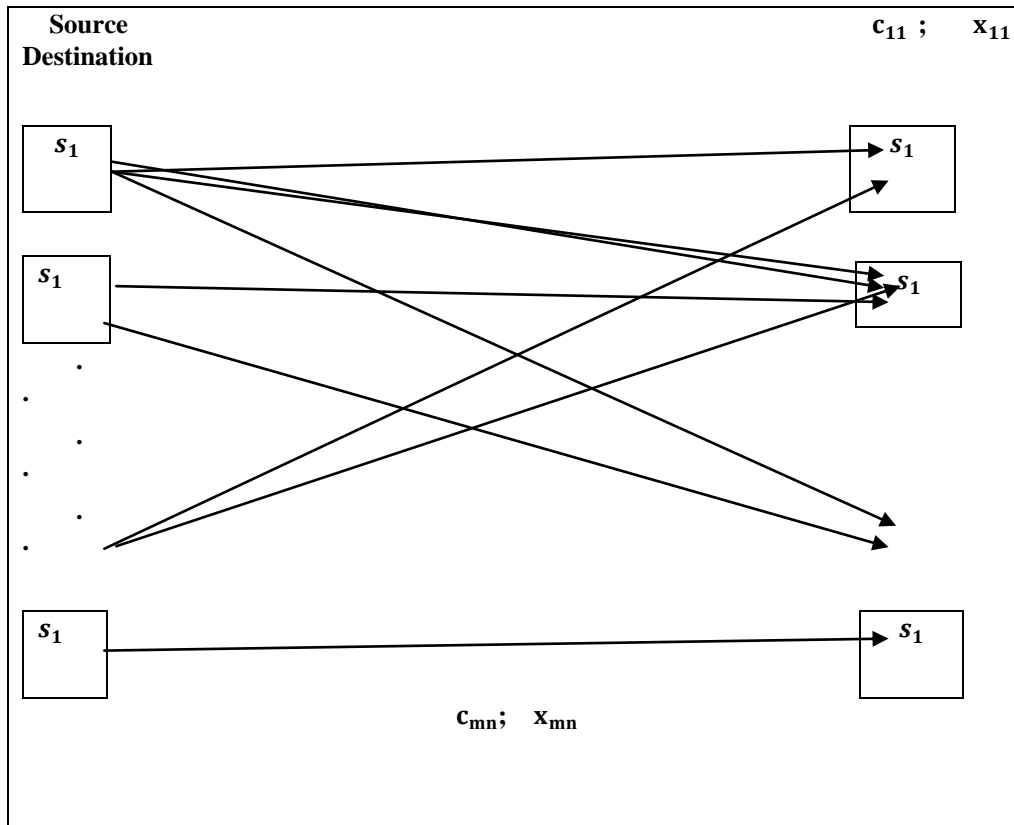 Source c₁₁ ; x₁₁
Destination
s₁ s₁
s₁ s₁
.
.
.
.
.
.
s₁ s₁
cₘₙ; xₘₙ